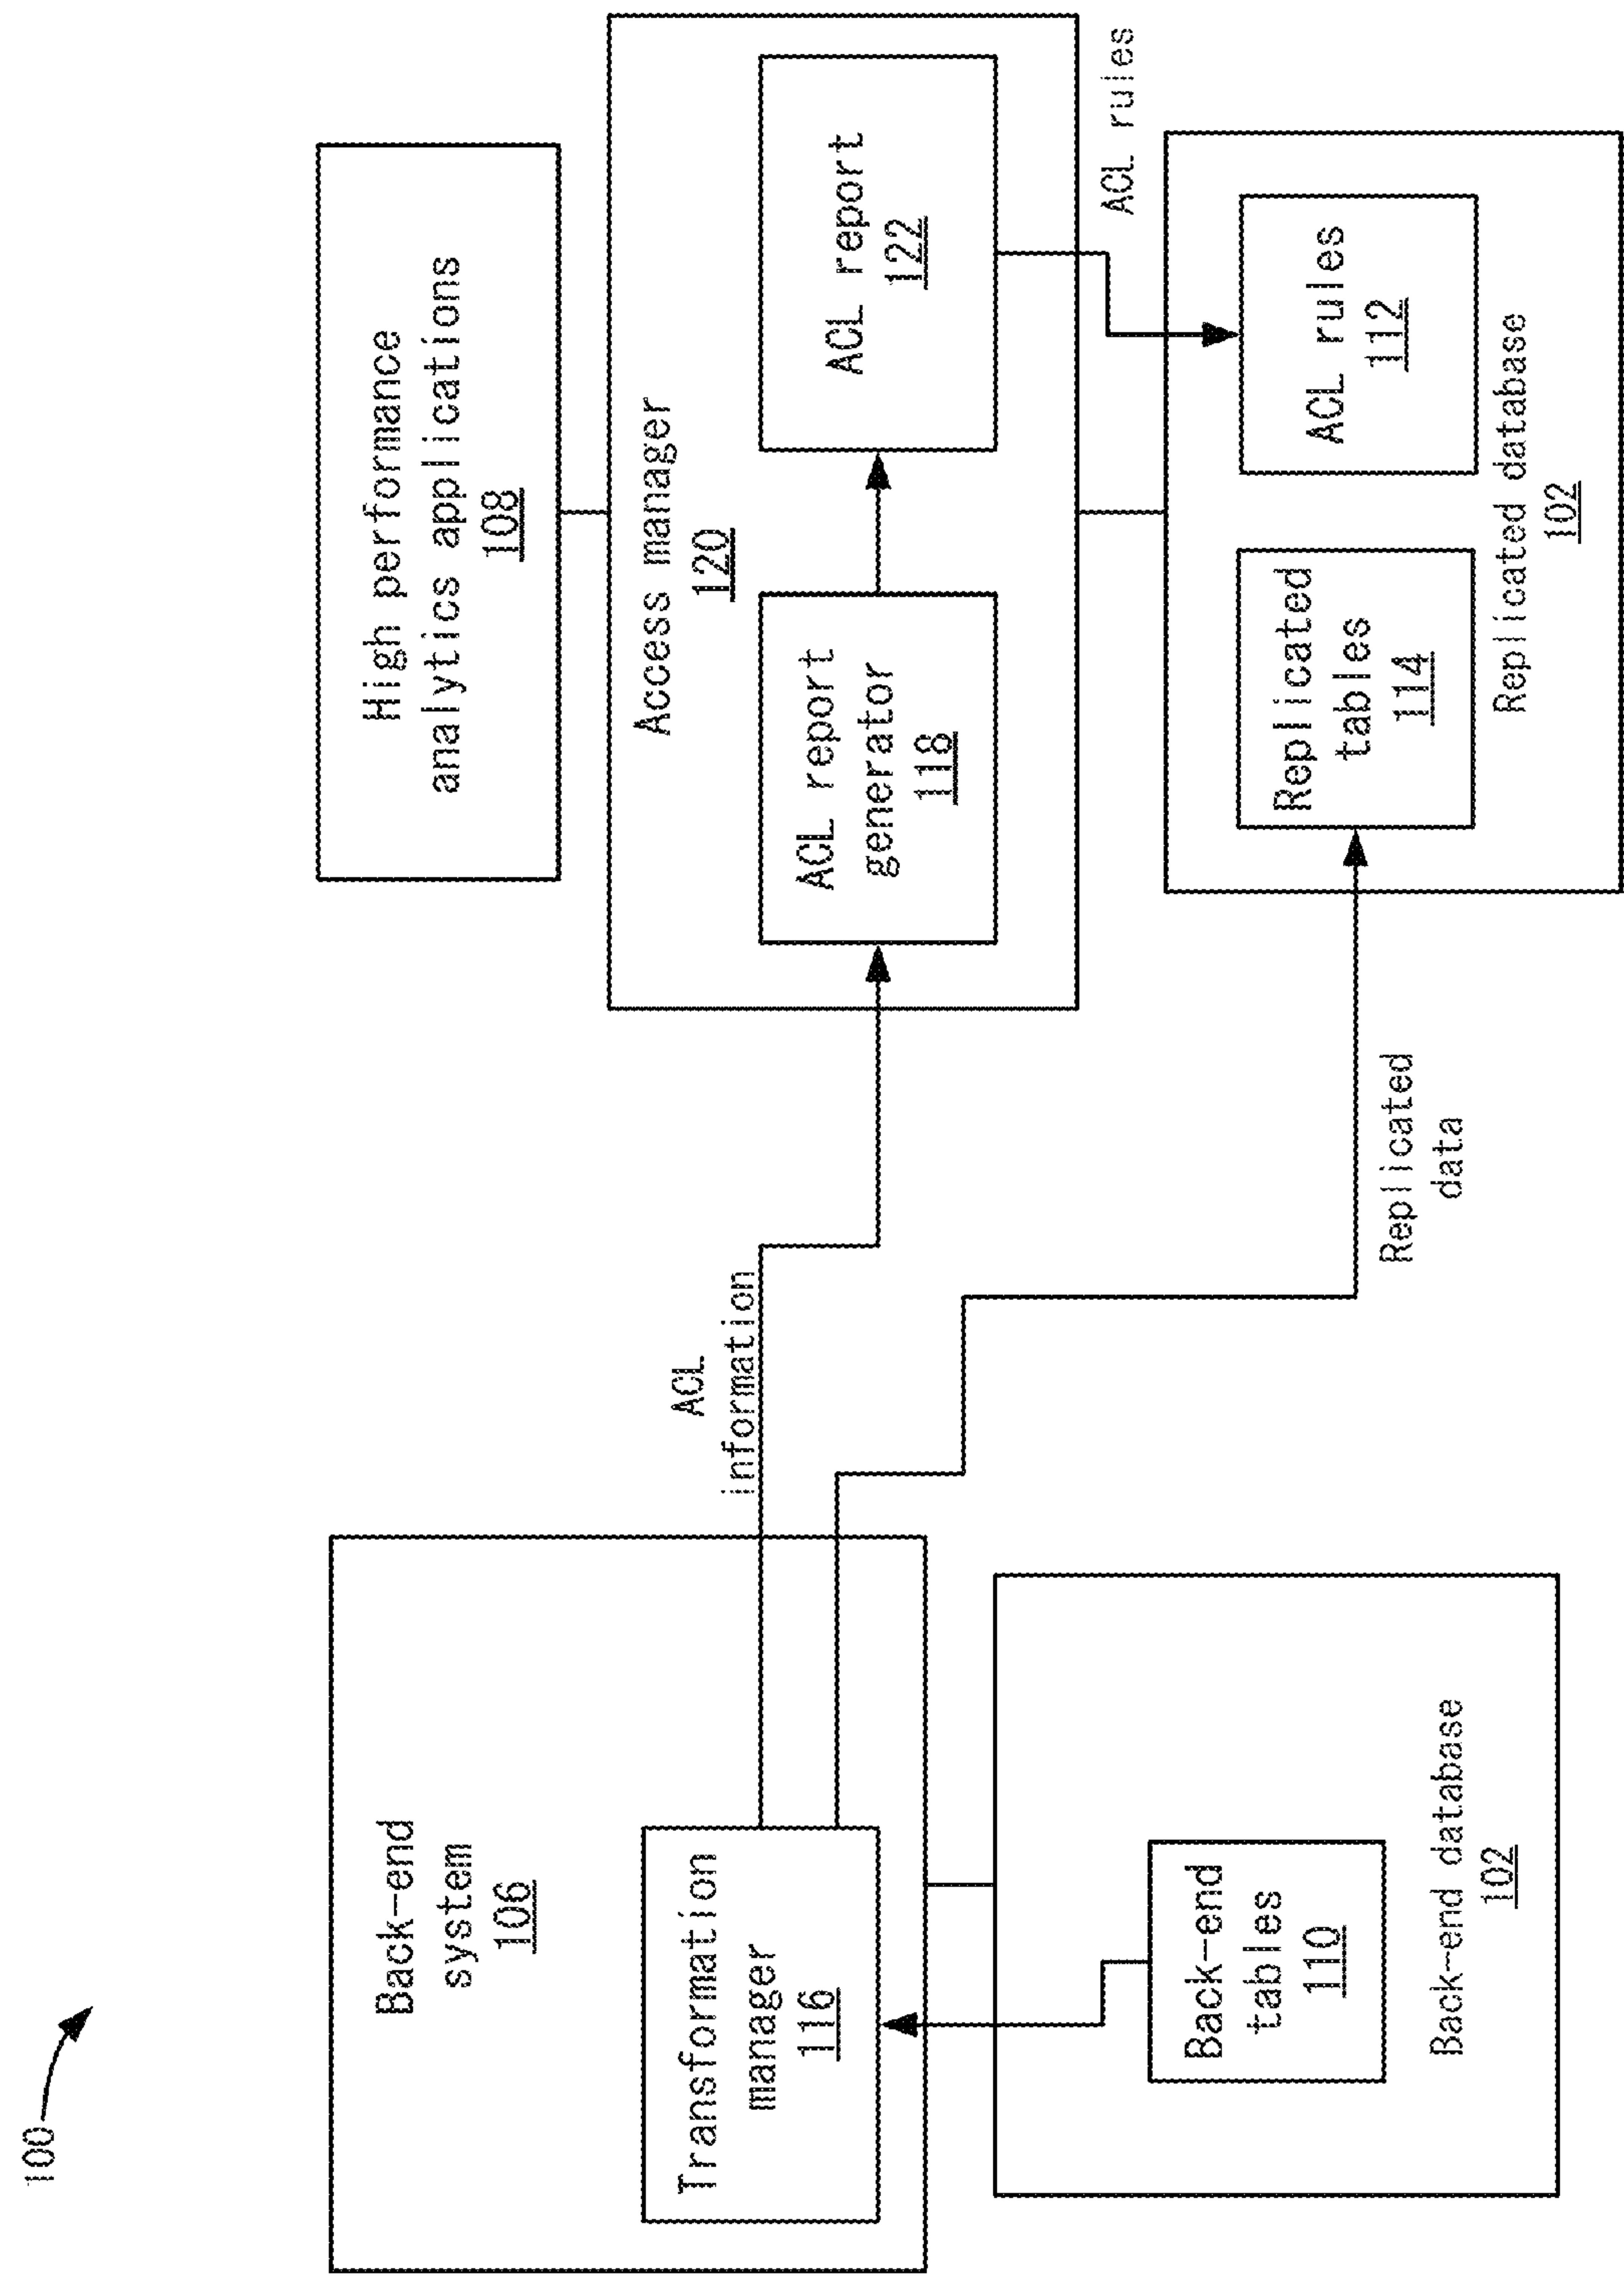 100
Back-end
system
106
Transformation
manager
116
Back-end
tables
110
Back-end database
102
ACL
information
Replicated
data
High performance
analytics applications
108
Access manager
120
ACL report
generator
118
ACL report
122
ACL rules
Replicated
tables
114
ACL rules
112
Replicated database
102